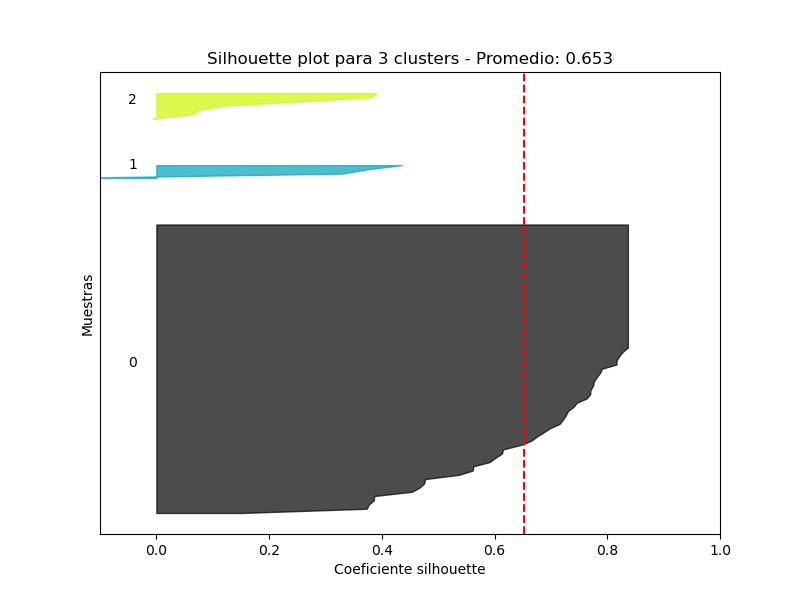 Silhouette plot para 3 clusters - Promedio: 0.653
2
1
0
Muestras
0.0 0.2 0.4 0.6 0.8 1.0
Coeficiente silhouette